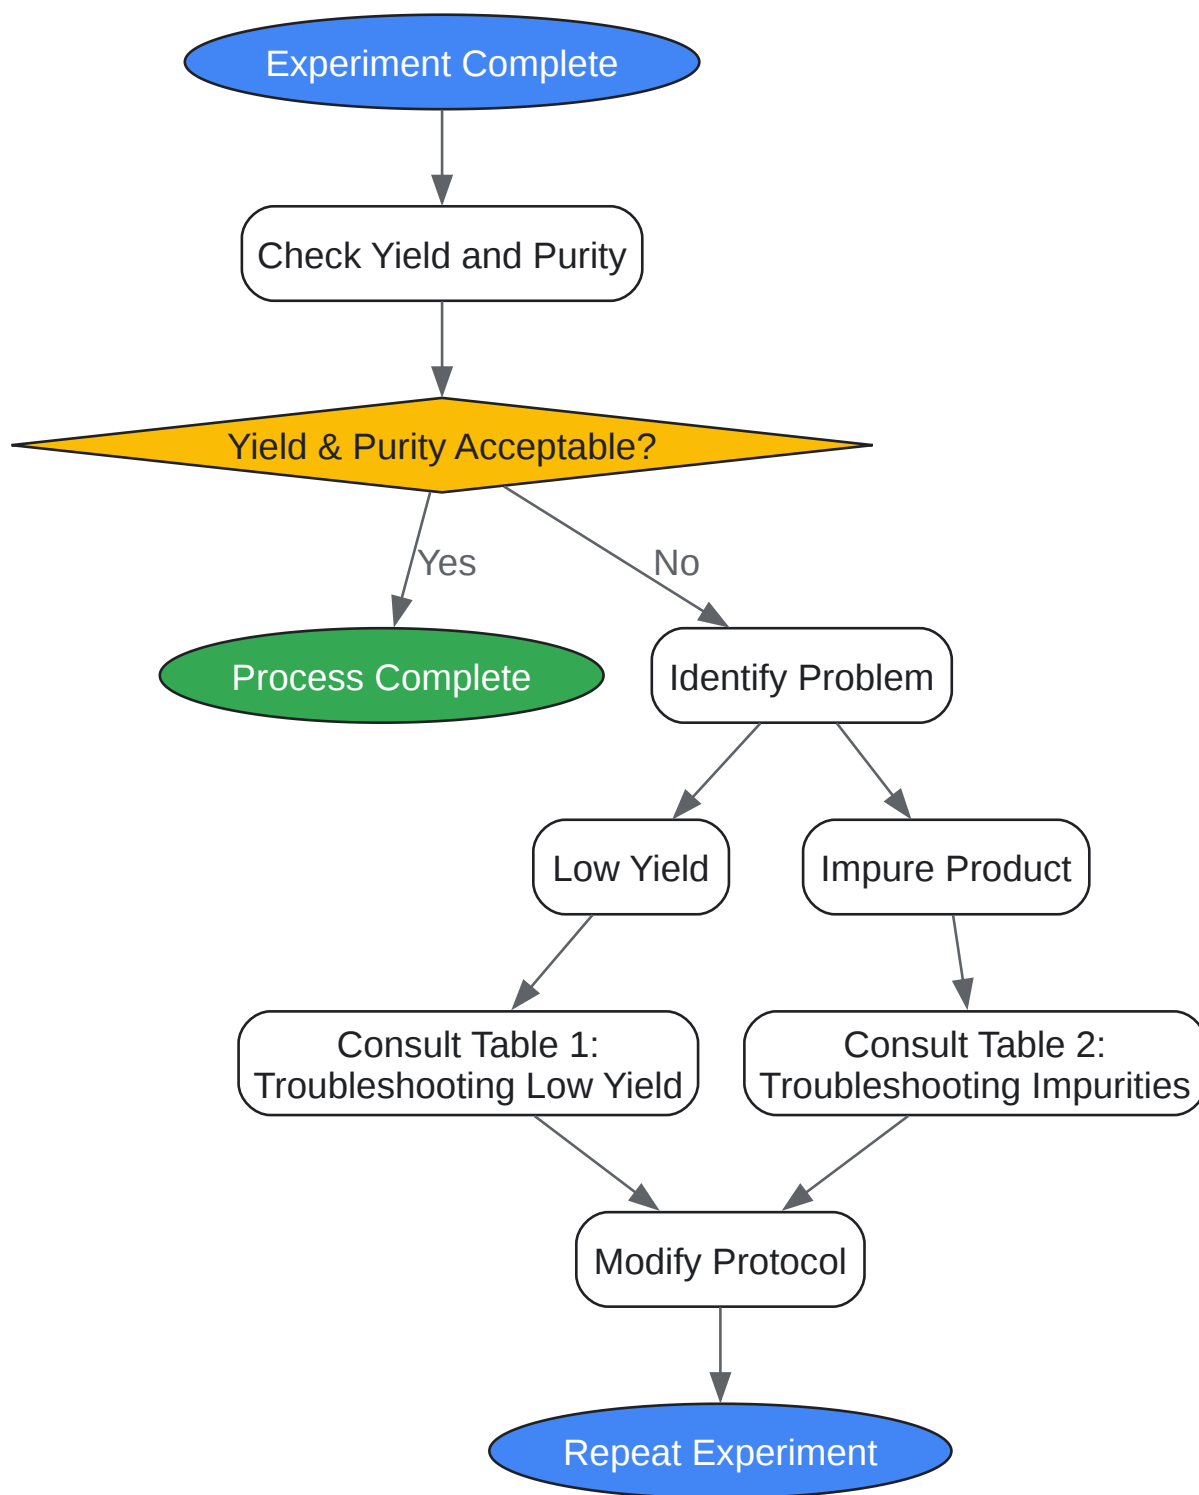 Experiment Complete
Check Yield and Purity
Yield & Purity Acceptable?
Yes
No
Process Complete
Identify Problem
Low Yield
Impure Product
Consult Table 1:
Troubleshooting Low Yield
Consult Table 2:
Troubleshooting Impurities
Modify Protocol
Repeat Experiment